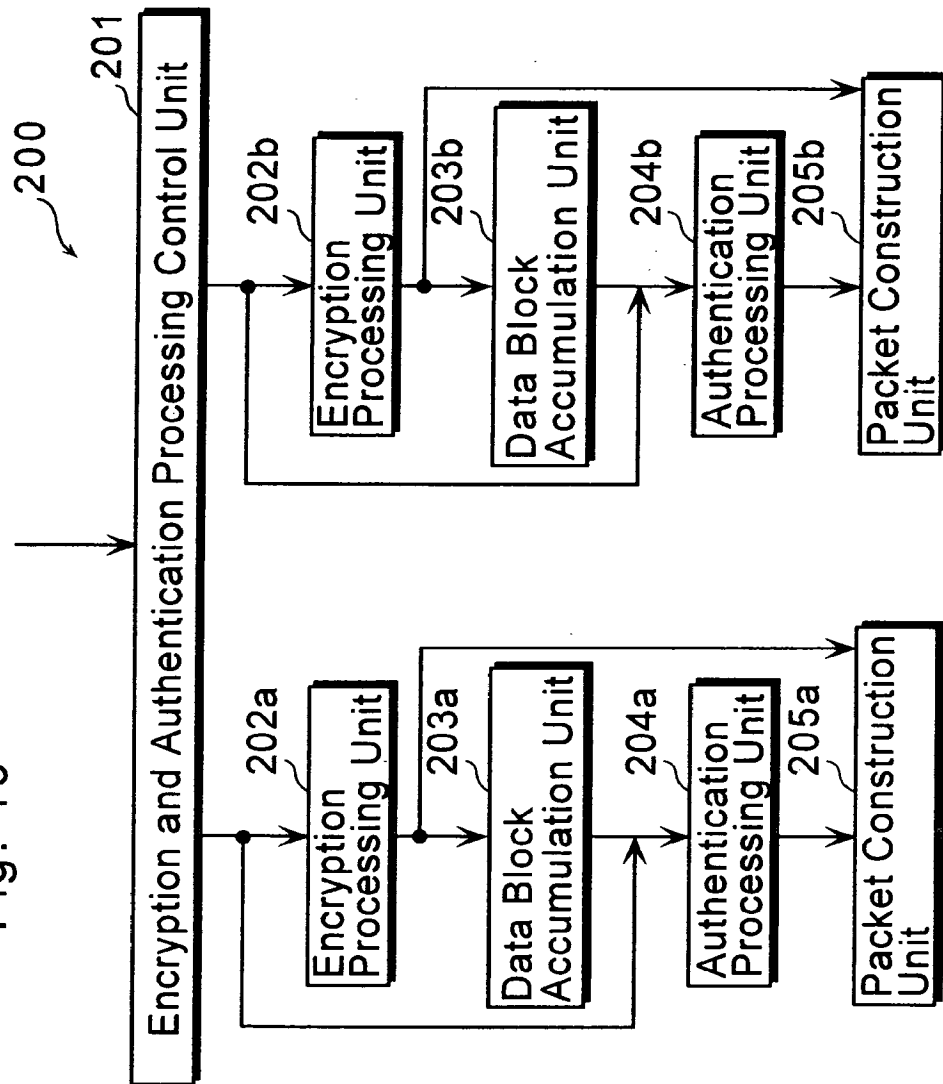 200
201
Encryption and Authentication Processing Control Unit
202a
Encryption
Processing Unit
203a
Data Block
Accumulation Unit
204a
Authentication
Processing Unit
205a
Packet Construction
Unit
202b
Encryption
Processing Unit
203b
Data Block
Accumulation Unit
204b
Authentication
Processing Unit
205b
Packet Construction
Unit